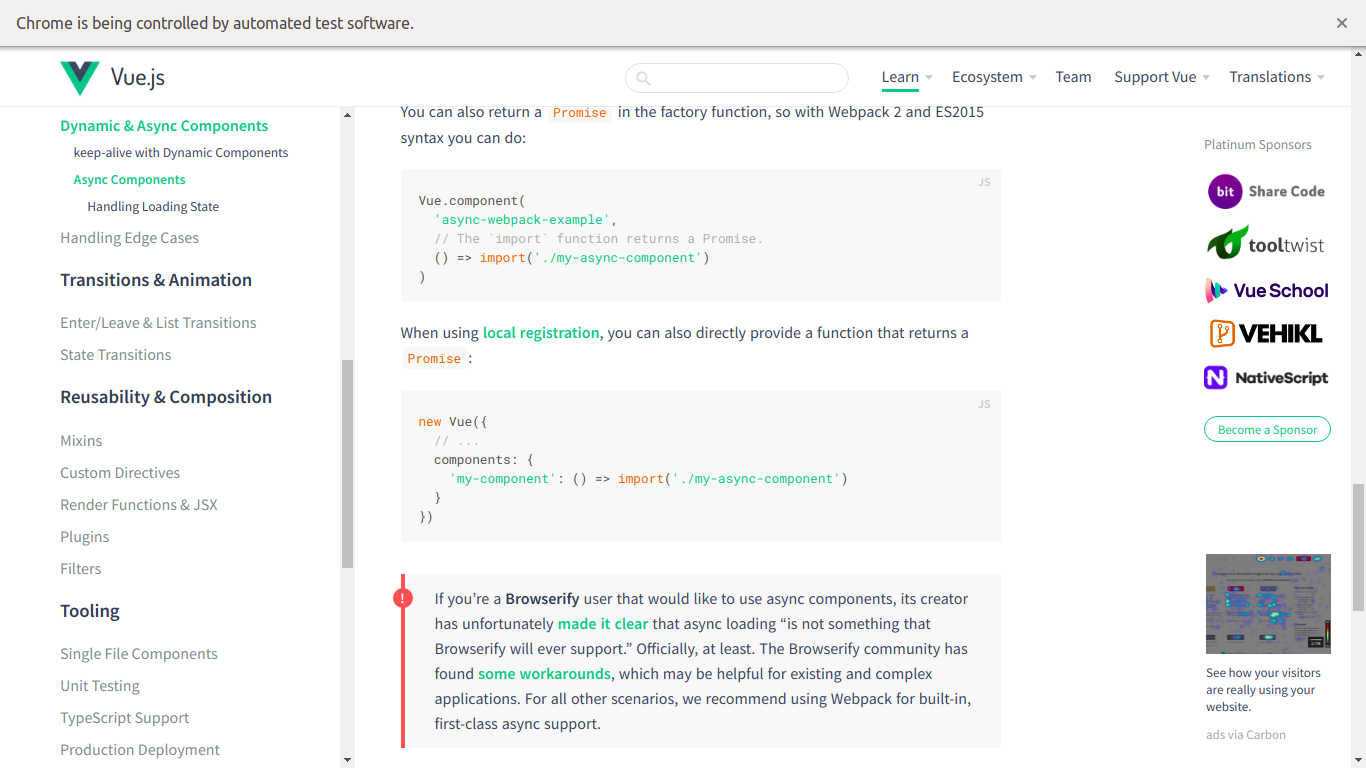 Chrome is being controlled by automated test software.
Vue.js
Learn
Ecosystem
Team
Support Vue
Translations
Dynamic & Async Components
keep-alive with Dynamic Components
Async Components
Handling Loading State
Handling Edge Cases
Transitions & Animation
Enter/Leave & List Transitions
State Transitions
Reusability & Composition
Mixins
Custom Directives
Render Functions & JSX
Plugins
Filters
Tooling
Single File Components
Unit Testing
TypeScript Support
Production Deployment
You can also return a Promise in the factory function, so with Webpack 2 and ES2015
syntax you can do:
JS
Vue.component(
'async-webpack-example',
// The `import` function returns a Promise.
() => import('./my-async-component')
)
When using local registration, you can also directly provide a function that returns a
Promise :
JS
new Vue({
// ...
components: {
'my-component': () => import('./my-async-component')
}
})
If you’re a Browserify user that would like to use async components, its creator
has unfortunately made it clear that async loading “is not something that
Browserify will ever support.” Officially, at least. The Browserify community has
found some workarounds, which may be helpful for existing and complex
applications. For all other scenarios, we recommend using Webpack for built-in,
first-class async support.
Platinum Sponsors
bit Share Code
tooltwist
Vue School
VEHIKL
NativeScript
Become a Sponsor
See how your visitors
are really using your
website.
ads via Carbon